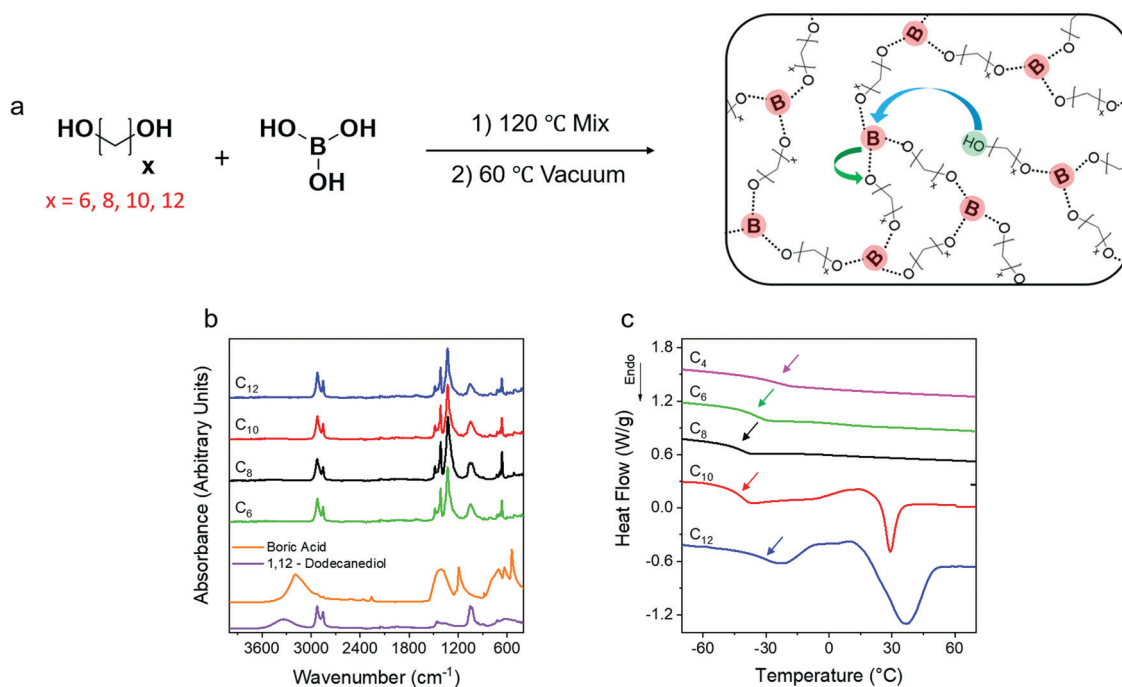 a
HO OH
x
x = 6, 8, 10, 12
+
HO OH
B
OH
1) 120 °C Mix
2) 60 °C Vacuum
B
B
B
B
B
B
B
B
HO
b
Absorbance (Arbitrary Units)
C12
C10
C8
C6
Boric Acid
1,12 - Dodecanediol
3600 3000 2400 1800 1200 600
Wavenumber (cm-1)
c
Heat Flow (W/g)
Endo
1.8
1.2
0.6
0.0
-0.6
-1.2
C4
C6
C8
C10
C12
-60 -30 0 30 60
Temperature (°C)